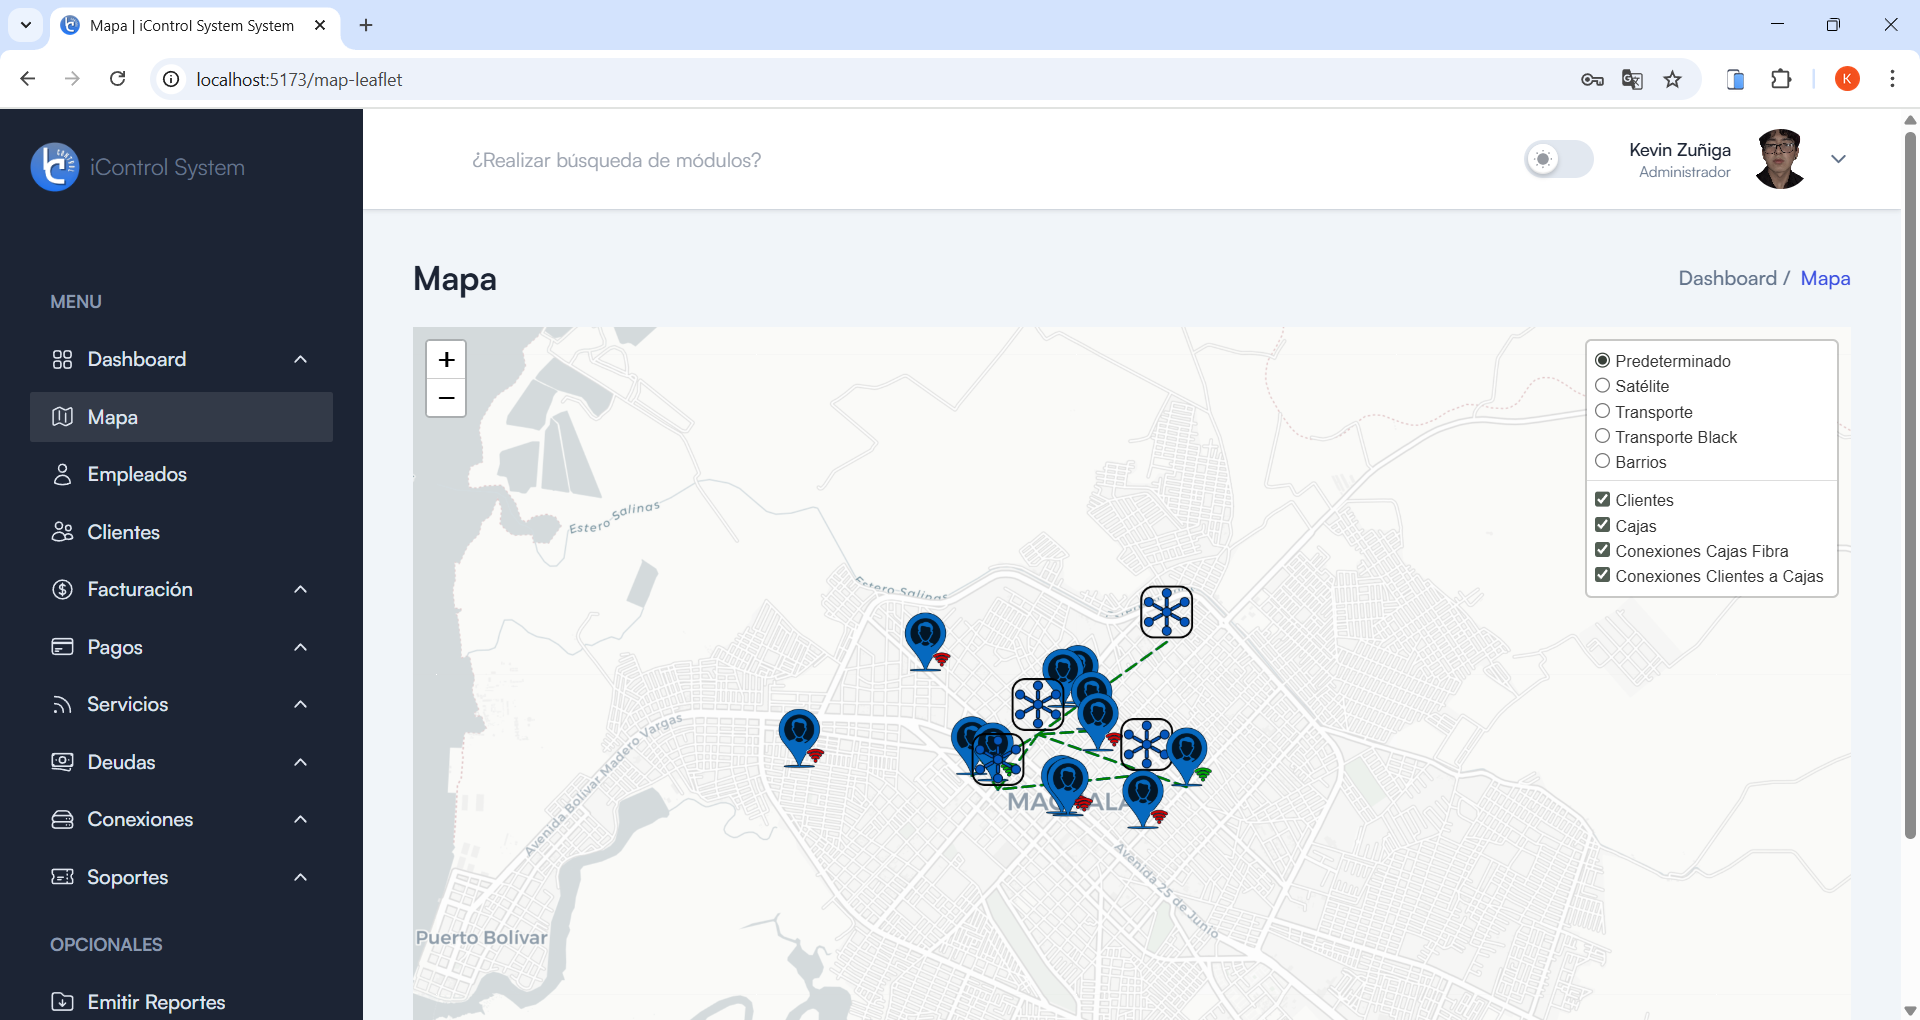 Mapa | iControl System System
localhost:5173/map-leaflet
K
iControl System
¿Realizar búsqueda de módulos?
Kevin Zuñiga
Administrador
MENU
Dashboard
Mapa
Empleados
Clientes
Facturación
Pagos
Servicios
Deudas
Conexiones
Soportes
OPCIONALES
Emitir Reportes
Mapa
Dashboard / Mapa
+
−
Predeterminado
Satélite
Transporte
Transporte Black
Barrios
Clientes
Cajas
Conexiones Cajas Fibra
Conexiones Clientes a Cajas
Estero Salinas
Estero Salinas
Avenida Bolívar Madero Vargas
Avenida 25 de Junio
Puerto Bolívar